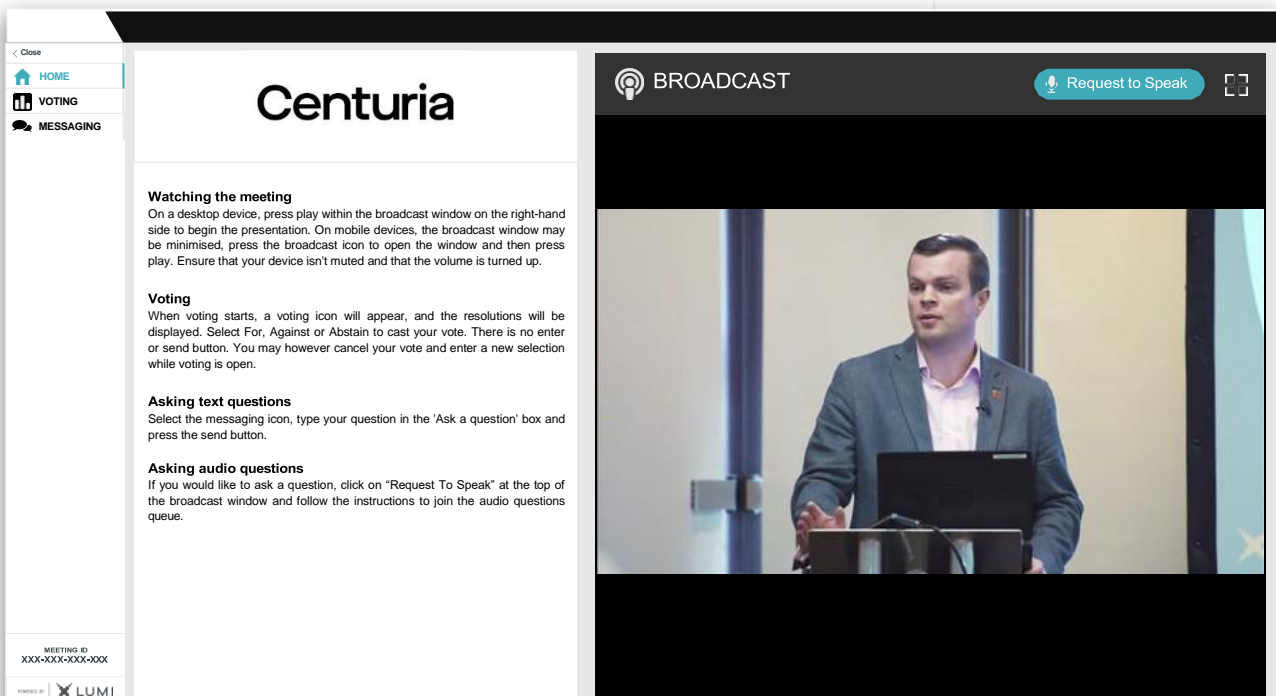 Close
HOME
VOTING
MESSAGING
MEETING ID
XXX-XXX-XXX-XXX
POWERED BY LUMI
Centuria
Watching the meeting
On a desktop device, press play within the broadcast window on the right-hand
side to begin the presentation. On mobile devices, the broadcast window may
be minimised, press the broadcast icon to open the window and then press
play. Ensure that your device isn't muted and that the volume is turned up.
Voting
When voting starts, a voting icon will appear, and the resolutions will be
displayed. Select For, Against or Abstain to cast your vote. There is no enter
or send button. You may however cancel your vote and enter a new selection
while voting is open.
Asking text questions
Select the messaging icon, type your question in the 'Ask a question' box and
press the send button.
Asking audio questions
If you would like to ask a question, click on “Request To Speak” at the top of
the broadcast window and follow the instructions to join the audio questions
queue.
BROADCAST
Request to Speak